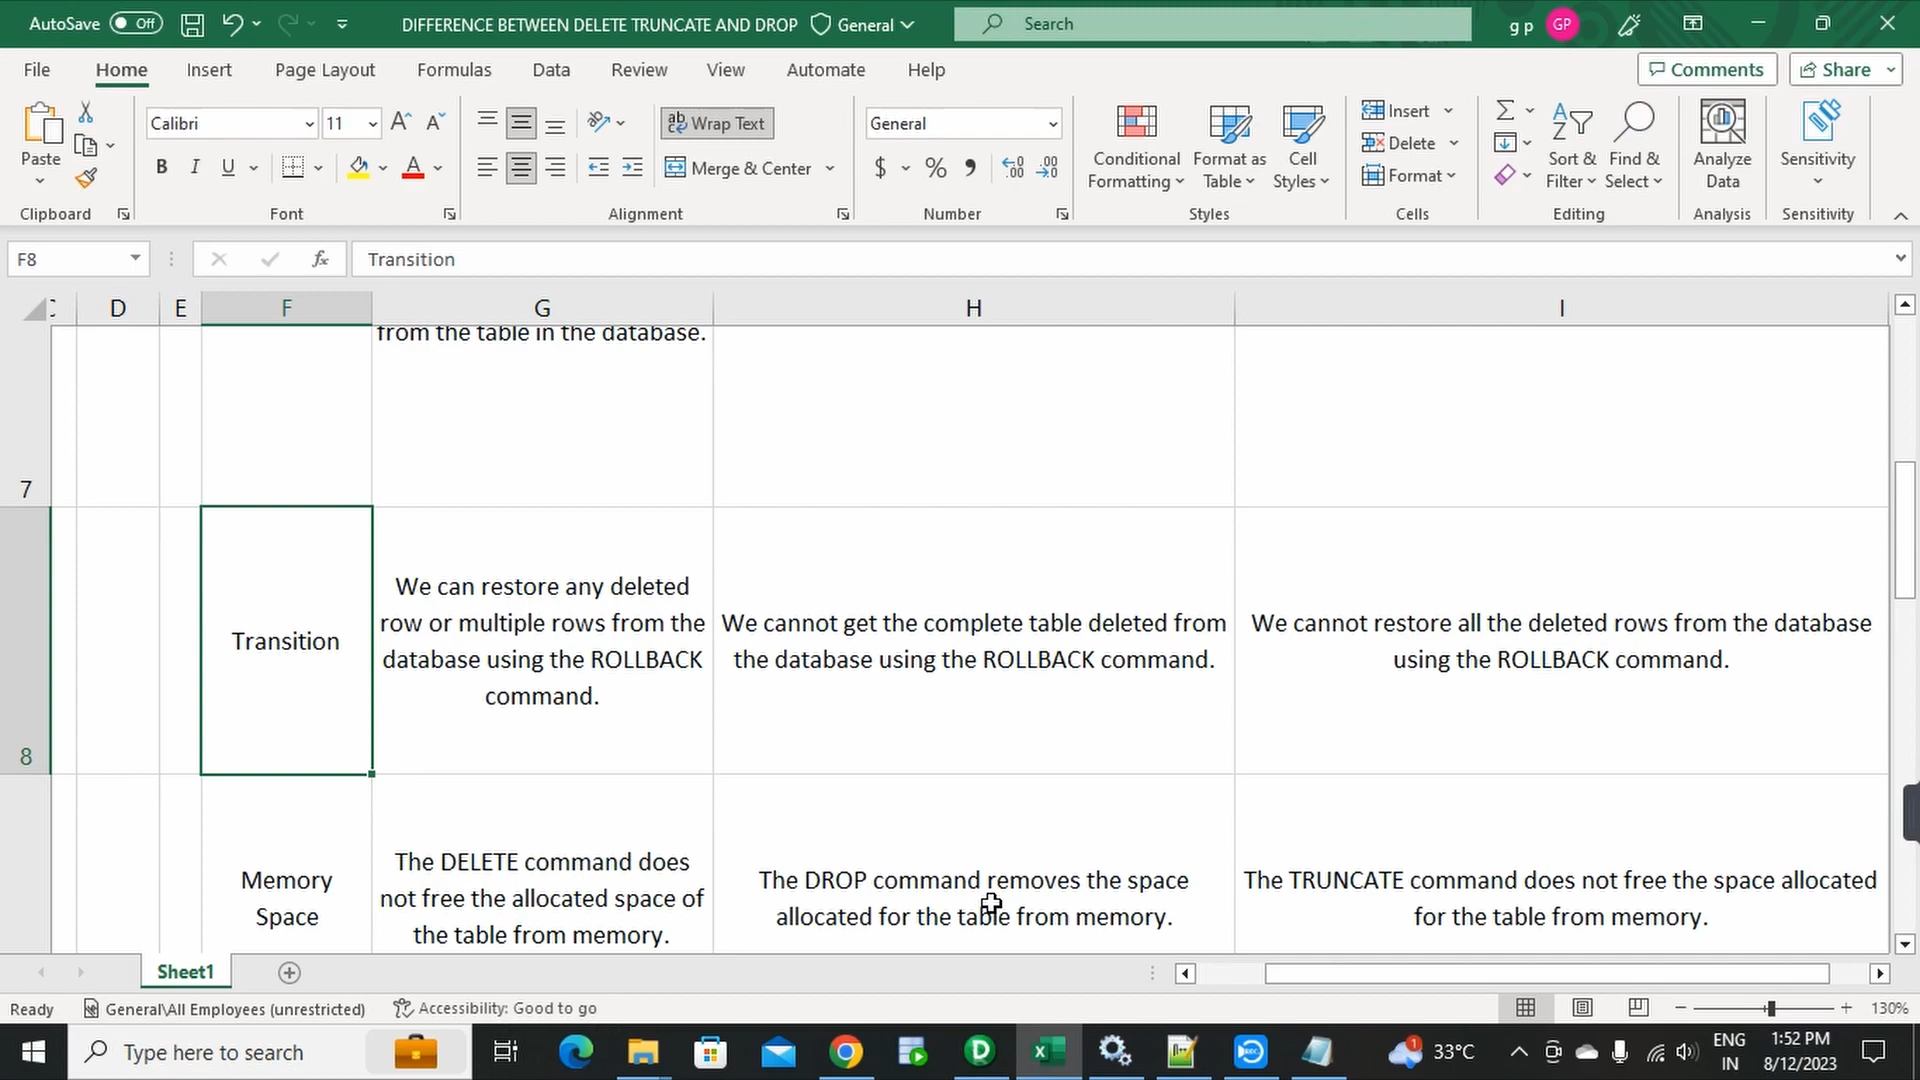 AutoSave Off DIFFERENCE BETWEEN DELETE TRUNCATE AND DROP General Search g p GP
File Home Insert Page Layout Formulas Data Review View Automate Help Comments Share
Calibri 11 Wrap Text General Insert
Paste B I U Merge & Center $ % Conditional Formatting Format as Table Cell Styles Delete Format Sort & Filter Find & Select Analyze Data Sensitivity
Clipboard Font Alignment Number Styles Cells Editing Analysis Sensitivity
F8 fx Transition
D E F G H I
from the table in the database.
7
We can restore any deleted
row or multiple rows from the
database using the ROLLBACK
command.
Transition
We cannot get the complete table deleted from
the database using the ROLLBACK command.
We cannot restore all the deleted rows from the database
using the ROLLBACK command.
8
Memory
Space
The DELETE command does
not free the allocated space of
the table from memory.
The DROP command removes the space
allocated for the table from memory.
The TRUNCATE command does not free the space allocated
for the table from memory.
Sheet1
Ready General\All Employees (unrestricted) Accessibility: Good to go 130%
Type here to search 33°C ENG 1:52 PM
IN 8/12/2023